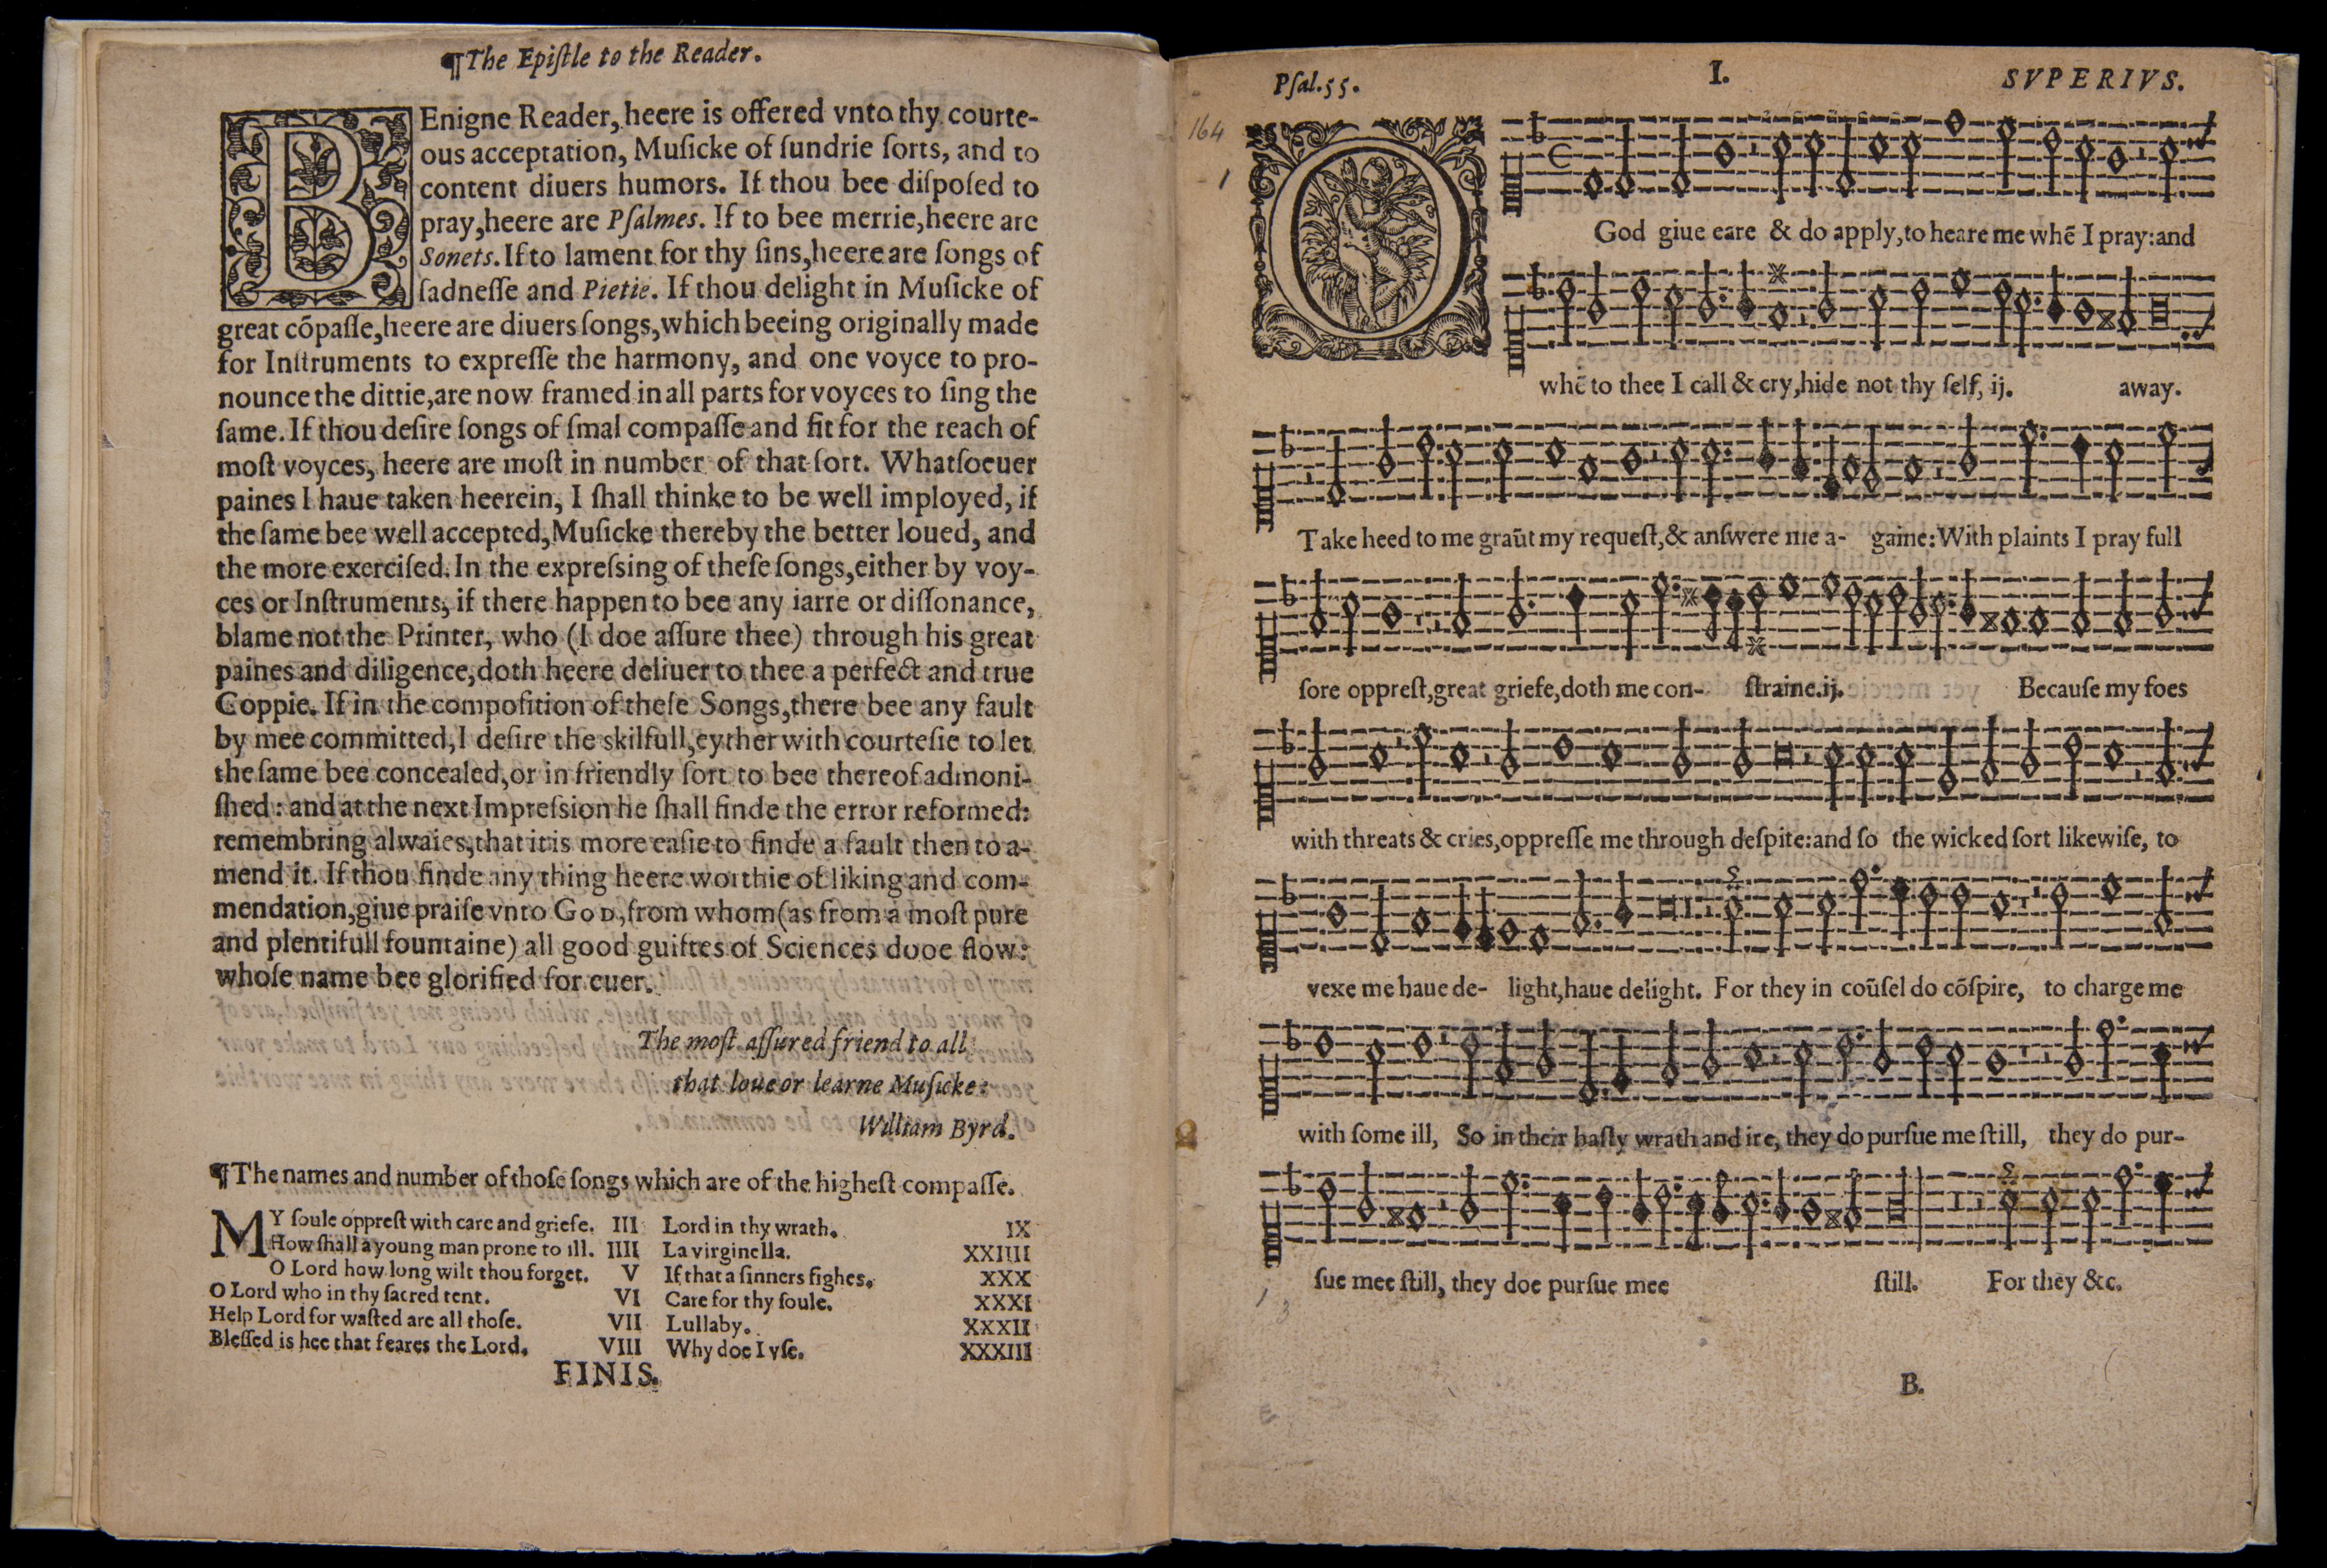 ¶The Epiſtle to the Reader.
BEnigne Reader, heere is offered vnto thy courte-
ous acceptation, Muſicke of ſundrie ſorts, and to
content diuers humors. If thou bee diſpoſed to
pray,heere are Pſalmes. If to bee merrie,heere are
Sonets. If to lament for thy ſins,heere are ſongs of
ſadneſſe and Pietie. If thou delight in Muſicke of
great cōpaſſe,heere are diuers ſongs,which beeing originally made
for Inſtruments to expreſſe the harmony, and one voyce to pro-
nounce the dittie,are now framed in all parts for voyces to ſing the
ſame. If thou deſire ſongs of ſmal compaſſe and fit for the reach of
moſt voyces, heere are moſt in number of that ſort. Whatſoeuer
paines I haue taken heerein, I ſhall thinke to be well imployed, if
the ſame bee well accepted,Muſicke thereby the better loued, and
the more exerciſed. In the expreſsing of theſe ſongs,either by voy-
ces or Inſtruments, if there happen to bee any iarre or diſſonance,
blame not the Printer, who (I doe aſſure thee) through his great
paines and diligence,doth heere deliuer to thee a perfect and true
Coppie. If in the compoſition of theſe Songs,there bee any fault
by mee committed,I deſire the skilfull,eyther with courteſie to let
the ſame bee concealed,or in friendly ſort to bee thereof admoni-
ſhed : and at the next Impreſsion he ſhall finde the error reformed:
remembring alwaies,that it is more eaſie to finde a fault then to a-
mend it. If thou finde any thing heere worthie of liking and com-
mendation,giue praiſe vnto GOD,from whom(as from a moſt pure
and plentifull fountaine) all good guiftes of Sciences dooe flow:
whoſe name bee glorified for euer.
The moſt aſſured friend to all
that loue or learne Muſicke:
William Byrd.
¶The names and number of thoſe ſongs which are of the higheſt compaſſe.
MY ſoule oppreſt with care and grieſe. III
How ſhall a young man prone to ill. IIII
O Lord how long wilt thou forget. V
O Lord who in thy ſacred tent. VI
Help Lord for waſted are all thoſe. VII
Bleſſed is hee that feares the Lord. VIII
Lord in thy wrath. IX
La virginella. XXIIII
If that a ſinners ſighes. XXX
Care for thy ſoule. XXXI
Lullaby. XXXII
Why doe I vſe. XXXIII
FINIS.
Pſal.55. I. SVPERIVS.
164
1
O God giue eare & do apply,to heare me whē I pray:and
whē to thee I call & cry,hide not thy ſelf, ij. away.
Take heed to me graūt my requeſt,& anſwere me a- gaine:With plaints I pray full
ſore oppreſt,great griefe,doth me con- ſtraine.ij. Becauſe my foes
with threats & cries,oppreſſe me through deſpite:and ſo the wicked ſort likewiſe, to
vexe me haue de- light,haue delight. For they in coūſel do cōſpire, to charge me
with ſome ill, So in their haſty wrath and ire, they do purſue me ſtill, they do pur-
ſue mee ſtill, they doe purſue mee ſtill. For they &c.
B.